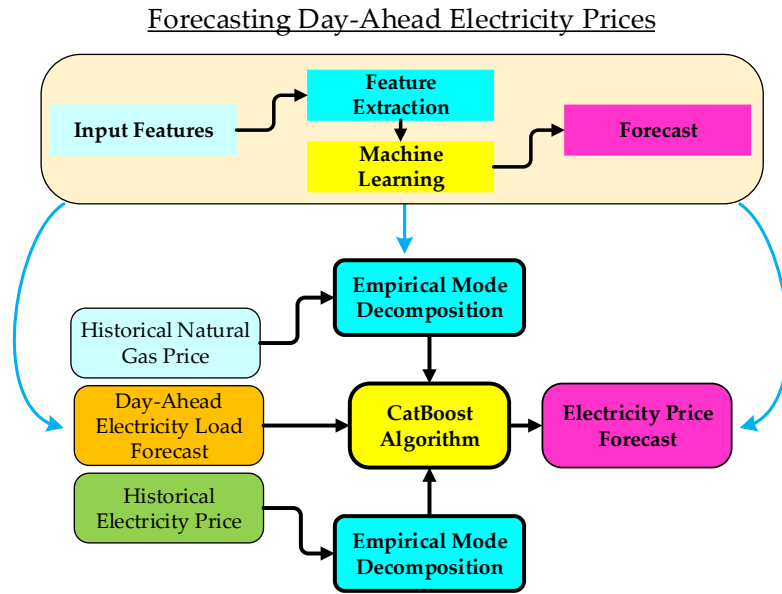 Forecasting Day-Ahead Electricity Prices
Input Features
Feature
Extraction
Machine
Learning
Forecast
Empirical Mode
Decomposition
Historical Natural
Gas Price
Day-Ahead
Electricity Load
Forecast
CatBoost
Algorithm
Electricity Price
Forecast
Historical
Electricity Price
Empirical Mode
Decomposition